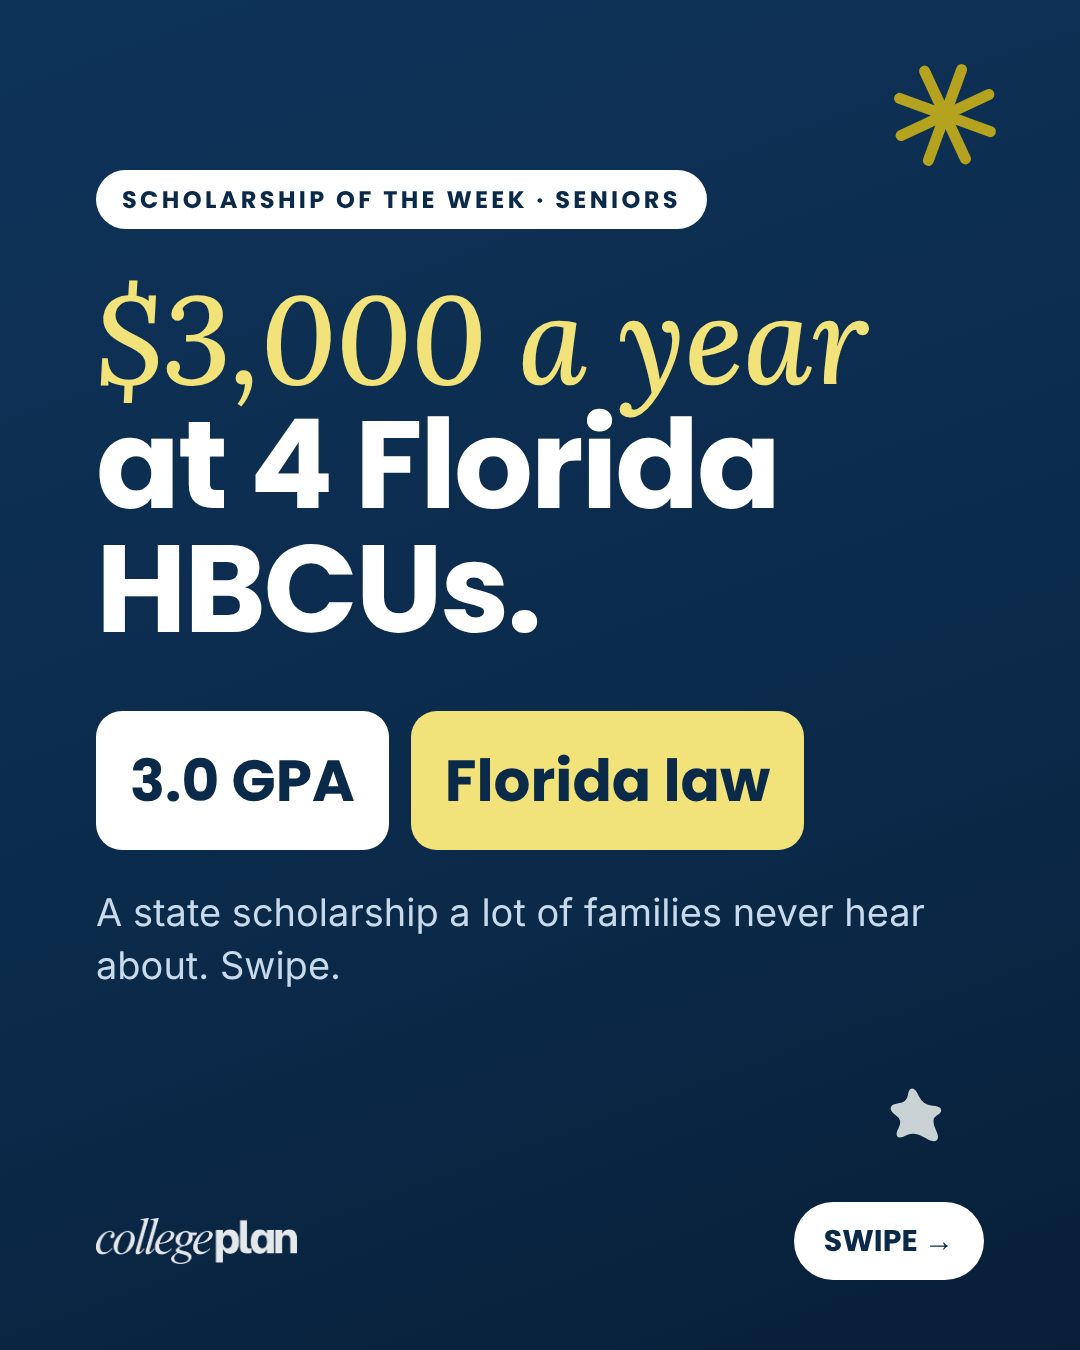 SCHOLARSHIP OF THE WEEK · SENIORS
$3,000 a year
at 4 Florida
HBCUs.
3.0 GPA
Florida law
A state scholarship a lot of families never hear
about. Swipe.
collegeplan
SWIPE →